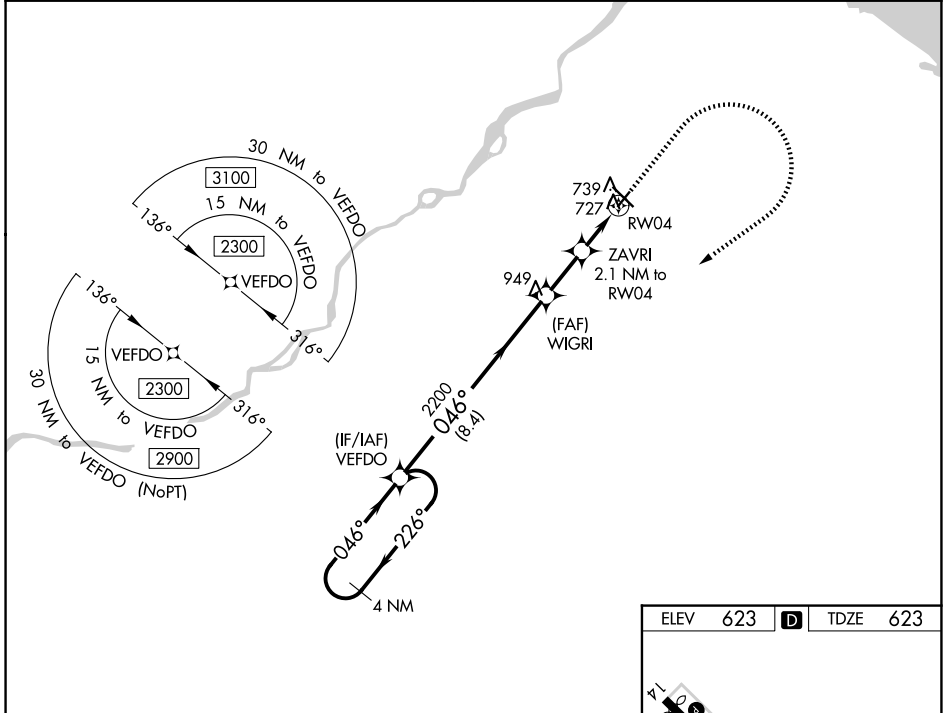 30 NM to VEFDO
3100
15 NM to VEFDO
2300
136°
VEFDO
316°
136°
VEFDO
15 NM to VEFDO
2300
316°
2900
30 NM to VEFDO (NoPT)
739
727
RW04
ZAVRI
2.1 NM to
RW04
949
(FAF)
WIGRI
2200
046°
(8.4)
(IF/IAF)
VEFDO
046°
226°
4 NM
ELEV 623 D TDZE 623
14
A